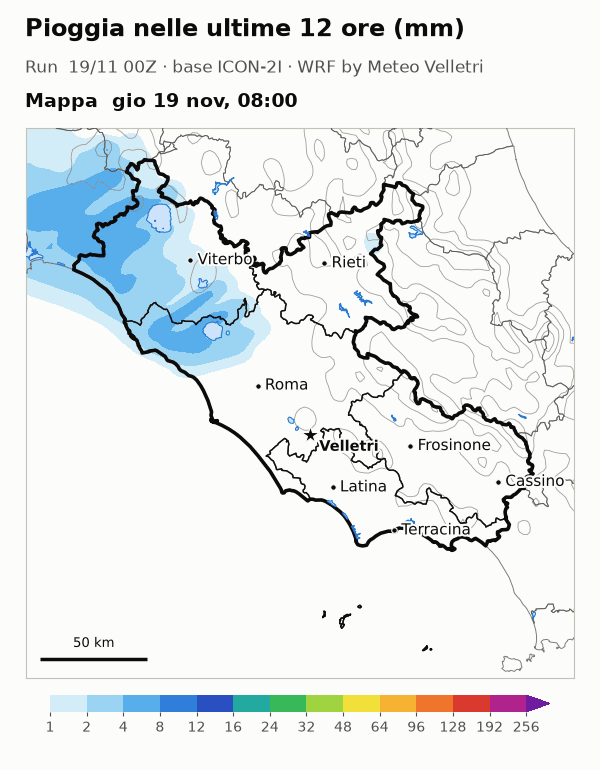 Pioggia nelle ultime 12 ore (mm)
Run  19/11 00Z · base ICON-2I · WRF by Meteo Velletri
Mappa  gio 19 nov, 08:00
Viterbo
Rieti
Roma
Velletri
Frosinone
Latina
Cassino
Terracina
50 km
1 2 4 8 12 16 24 32 48 64 96 128 192 256